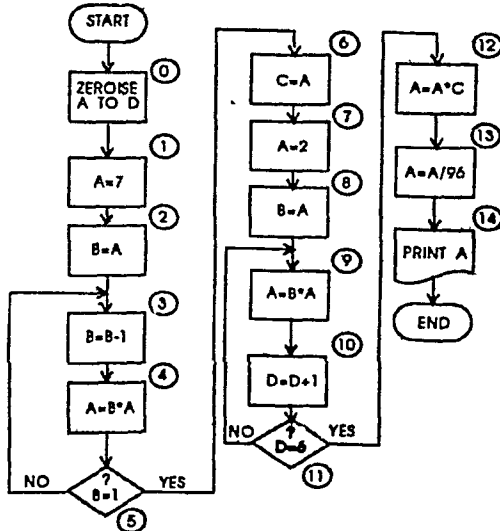 START
0
ZEROISE
A TO D
1
A=7
2
B=A
3
B=B-1
4
A=B*A
?
B=1
NO
YES
5
6
C=A
7
A=2
8
B=A
9
A=B*A
10
D=D+1
?
D=6
NO
YES
11
12
A=A*C
13
A=A/96
14
PRINT A
END